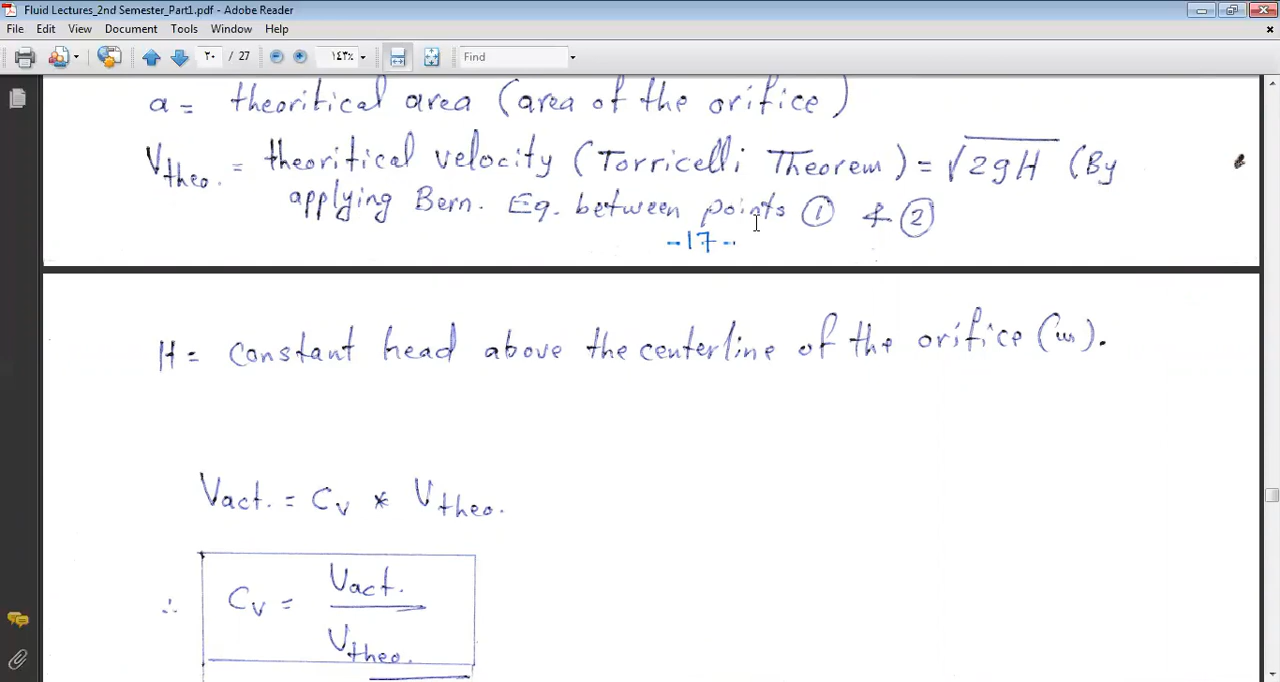 Fluid Lectures_2nd Semester_Part1.pdf - Adobe Reader
File Edit View Document Tools Window Help
٢٠ / 27 ١٤٣% Find
a = theoritical area (area of the orifice)
Vtheo. = theoritical velocity (Torricelli Theorem) = √2gH (By
applying Bern. Eq. between points ① & ②
-17-
H = Constant head above the centerline of the orifice (m).
Vact. = Cv * Vtheo.
∴ Cv = Vact.
Vtheo.